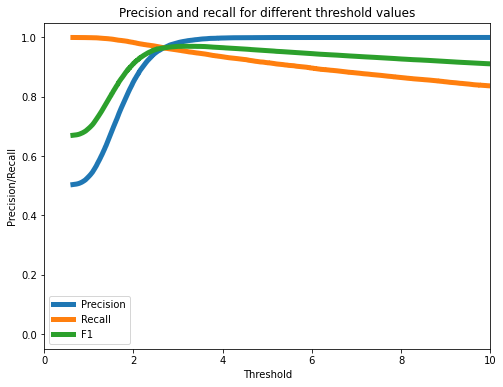 Precision and recall for different threshold values
1.0
0.8
0.6
0.4
0.2
0.0
Precision/Recall
Precision
Recall
F1
0
2
4
6
8
10
Threshold